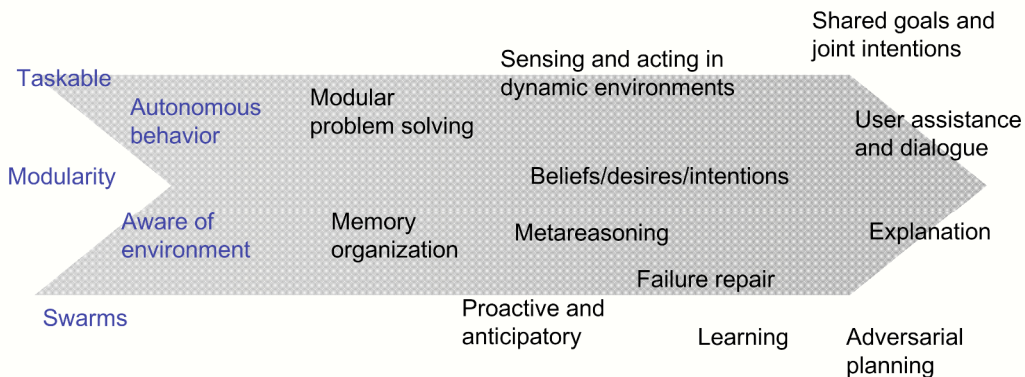 Shared goals and
joint intentions
Sensing and acting in
dynamic environments
Taskable
Autonomous
behavior
Modular
problem solving
User assistance
and dialogue
Modularity
Beliefs/desires/intentions
Aware of
environment
Memory
organization
Metareasoning
Explanation
Failure repair
Swarms
Proactive and
anticipatory
Learning
Adversarial
planning